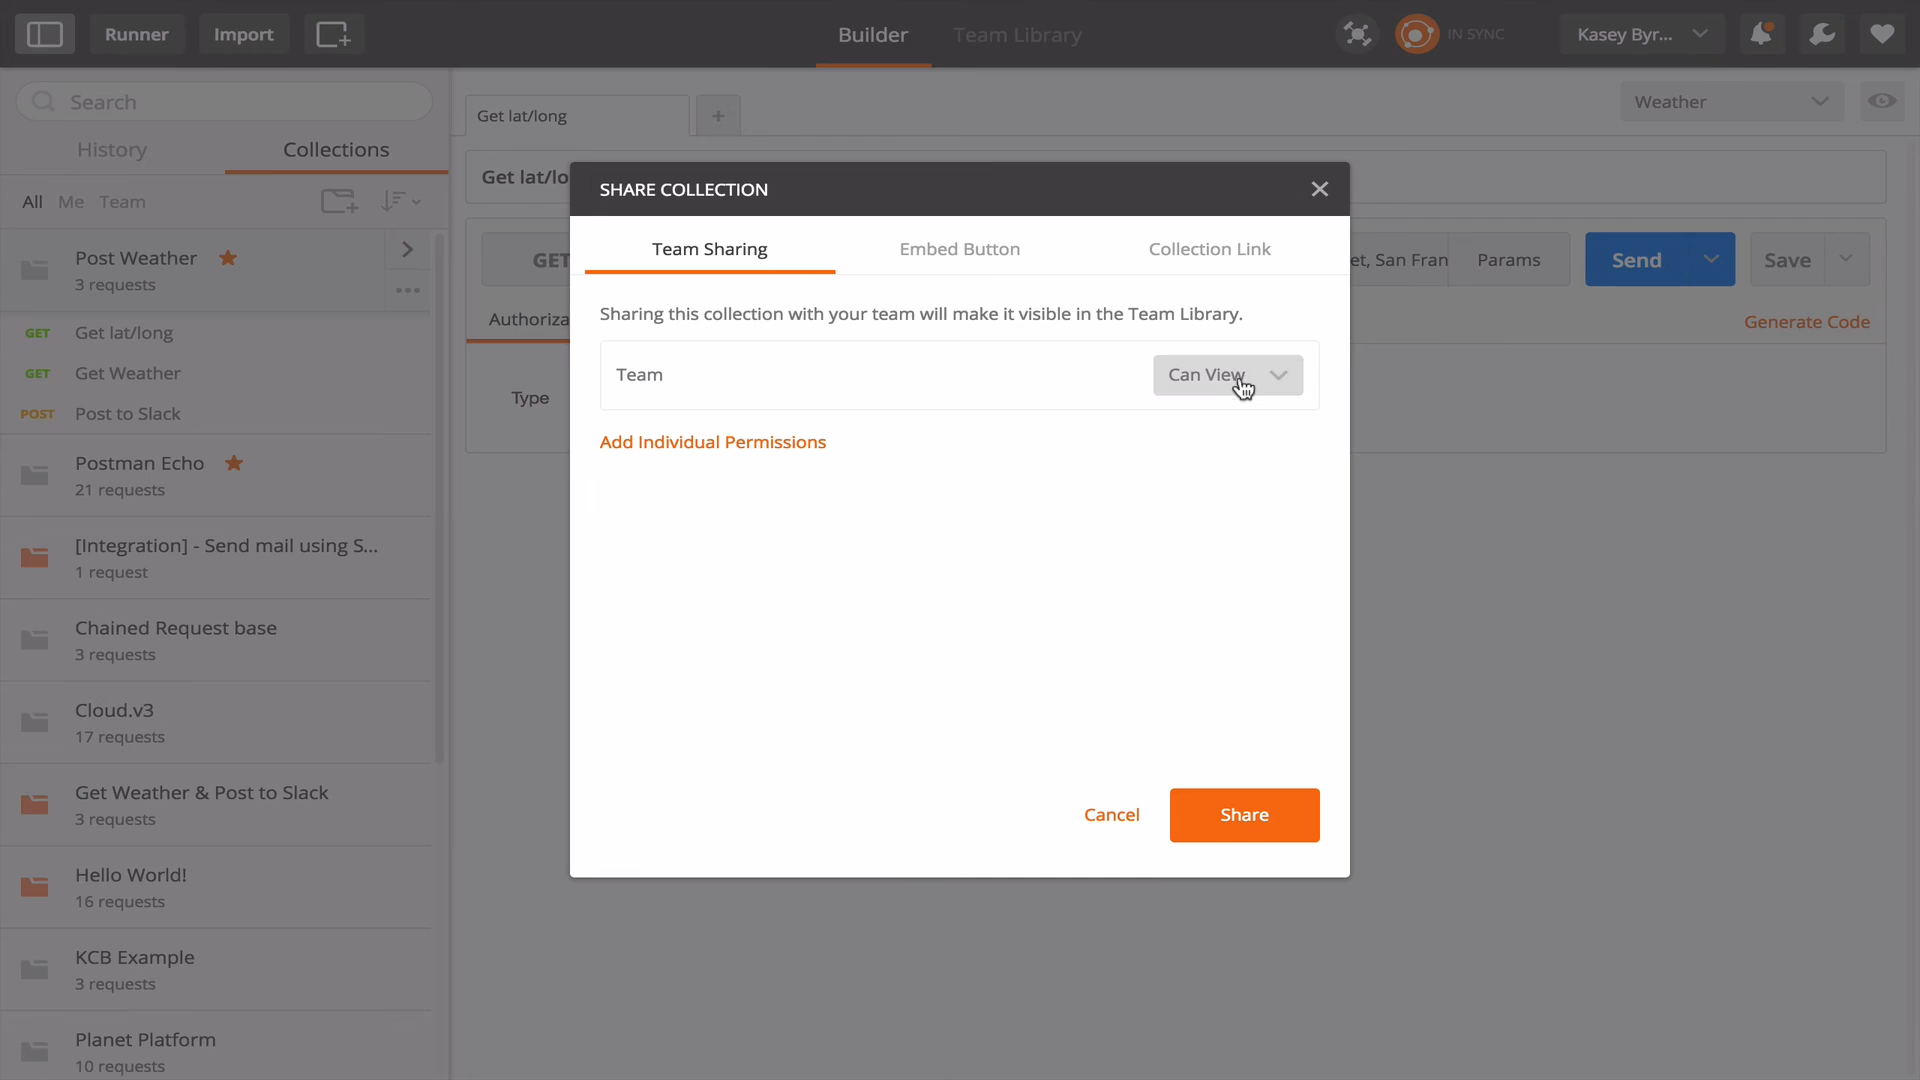 Runner
Import
Builder
Team Library
IN SYNC
Kasey Byr...
Search
History
Collections
All Me Team
Post Weather
3 requests
GET Get lat/long
GET Get Weather
POST Post to Slack
Postman Echo
21 requests
[Integration] - Send mail using S...
1 request
Chained Request base
3 requests
Cloud.v3
17 requests
Get Weather & Post to Slack
3 requests
Hello World!
16 requests
KCB Example
3 requests
Planet Platform
10 requests
Get lat/long
+
Weather
Get lat/lo
GET
et, San Fran
Params
Send
Save
Authoriza
Generate Code
Type
SHARE COLLECTION
Team Sharing
Embed Button
Collection Link
Sharing this collection with your team will make it visible in the Team Library.
Team
Can View
Add Individual Permissions
Cancel
Share